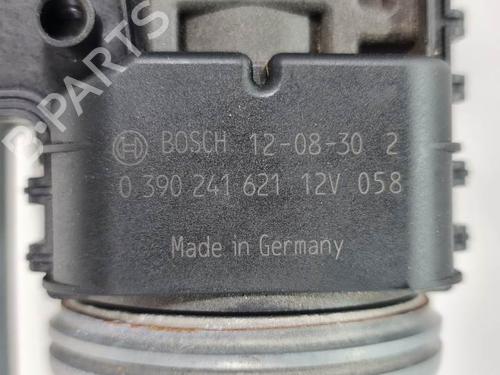 BOSCH 12-08-30 2
0 390 241 621 12V 058
Made in Germany
B-PARTS